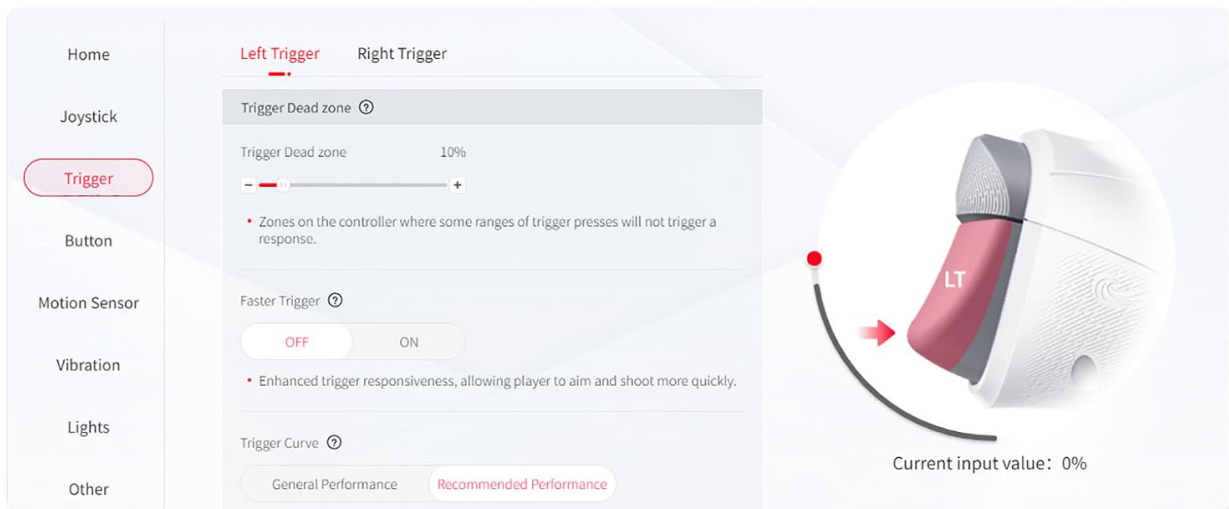 Home
Joystick
Trigger
Button
Motion Sensor
Vibration
Lights
Other
Left Trigger
Right Trigger
Trigger Dead zone
Trigger Dead zone
10%
- +
• Zones on the controller where some ranges of trigger presses will not trigger a
response.
Faster Trigger
OFF
ON
• Enhanced trigger responsiveness, allowing player to aim and shoot more quickly.
Trigger Curve
General Performance
Recommended Performance
LT
Current input value: 0%